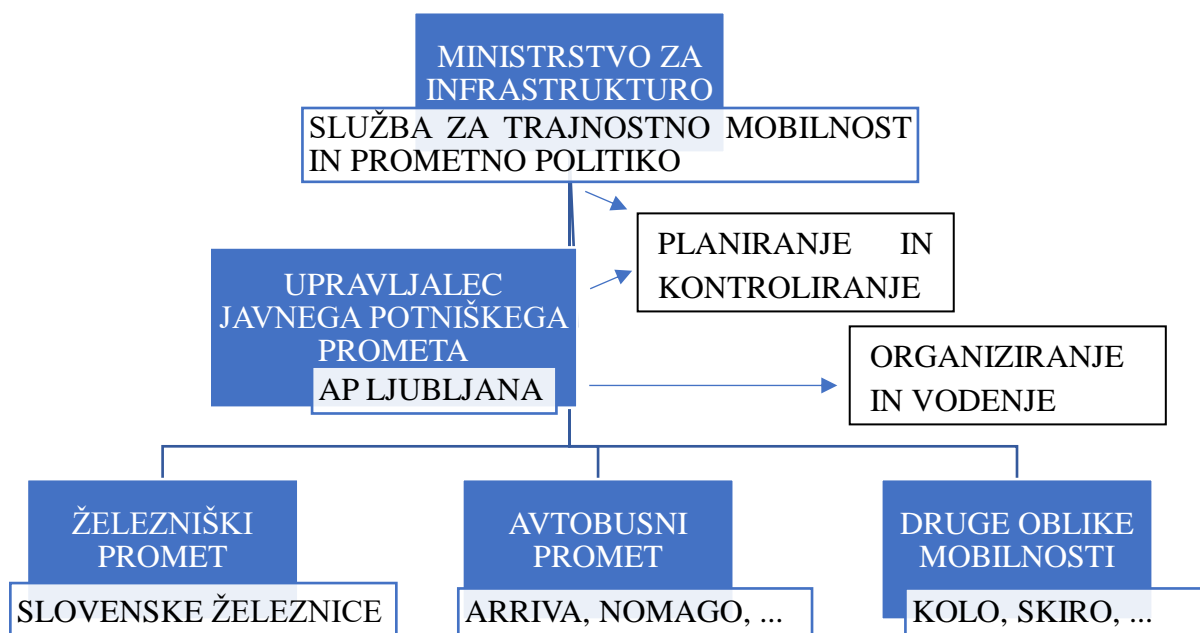 MINISTRSTVO ZA
INFRASTRUKTURO
SLUŽBA ZA TRAJNOSTNO MOBILNOST
IN PROMETNO POLITIKO
PLANIRANJE IN
KONTROLIRANJE
UPRAVLJALEC
JAVNEGA POTNIŠKEGA
PROMETA
AP LJUBLJANA
ORGANIZIRANJE
IN VODENJE
ŽELEZNIŠKI
PROMET
SLOVENSKE ŽELEZNICE
AVTOBUSNI
PROMET
ARRIVA, NOMAGO, ...
DRUGE OBLIKE
MOBILNOSTI
KOLO, SKIRO, ...